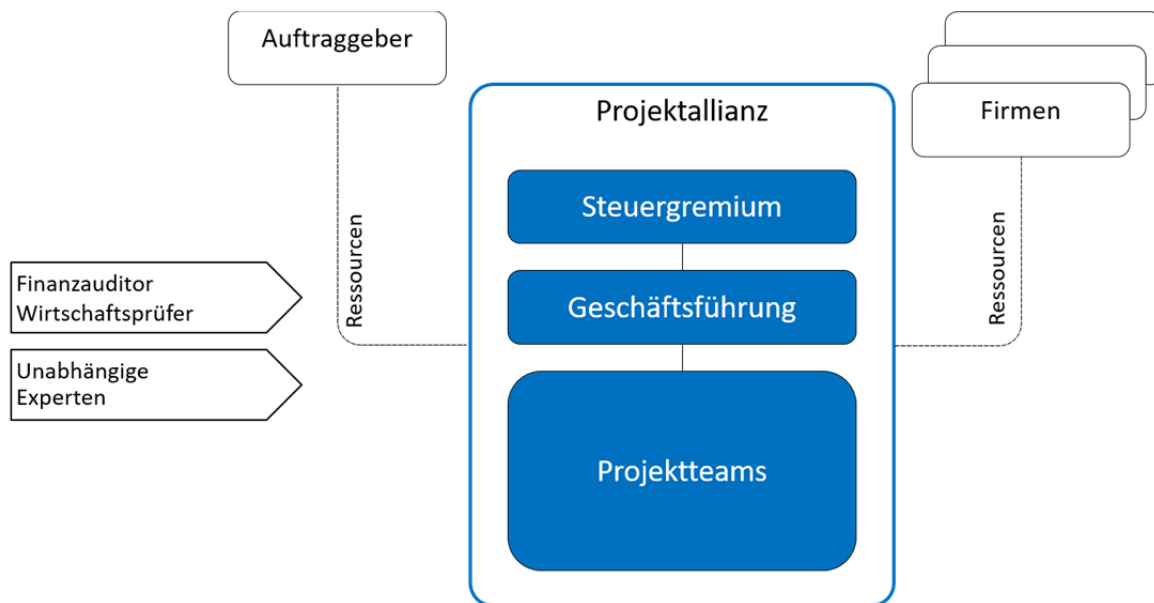 Auftraggeber
Projektallianz
Firmen
Steuergremium
Ressourcen
Ressourcen
Finanzauditor
Wirtschaftsprüfer
Geschäftsführung
Unabhängige
Experten
Projektteams